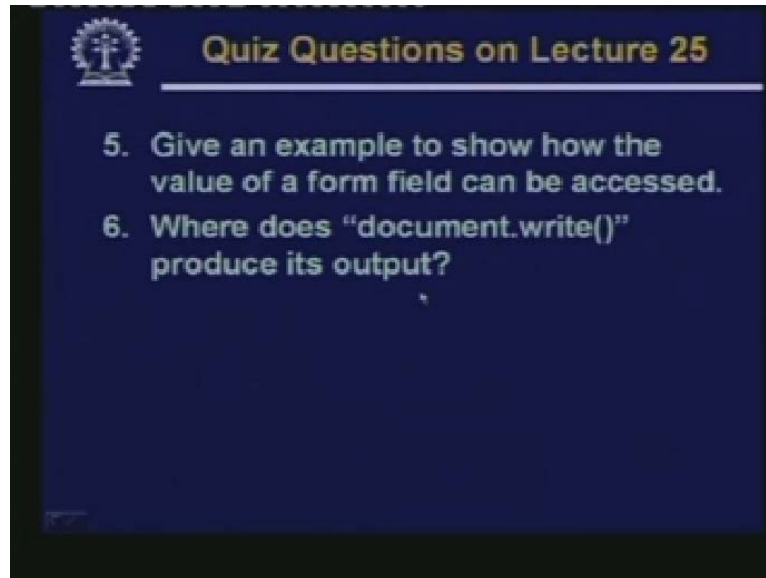 Quiz Questions on Lecture 25
5. Give an example to show how the
value of a form field can be accessed.
6. Where does “document.write()”
produce its output?